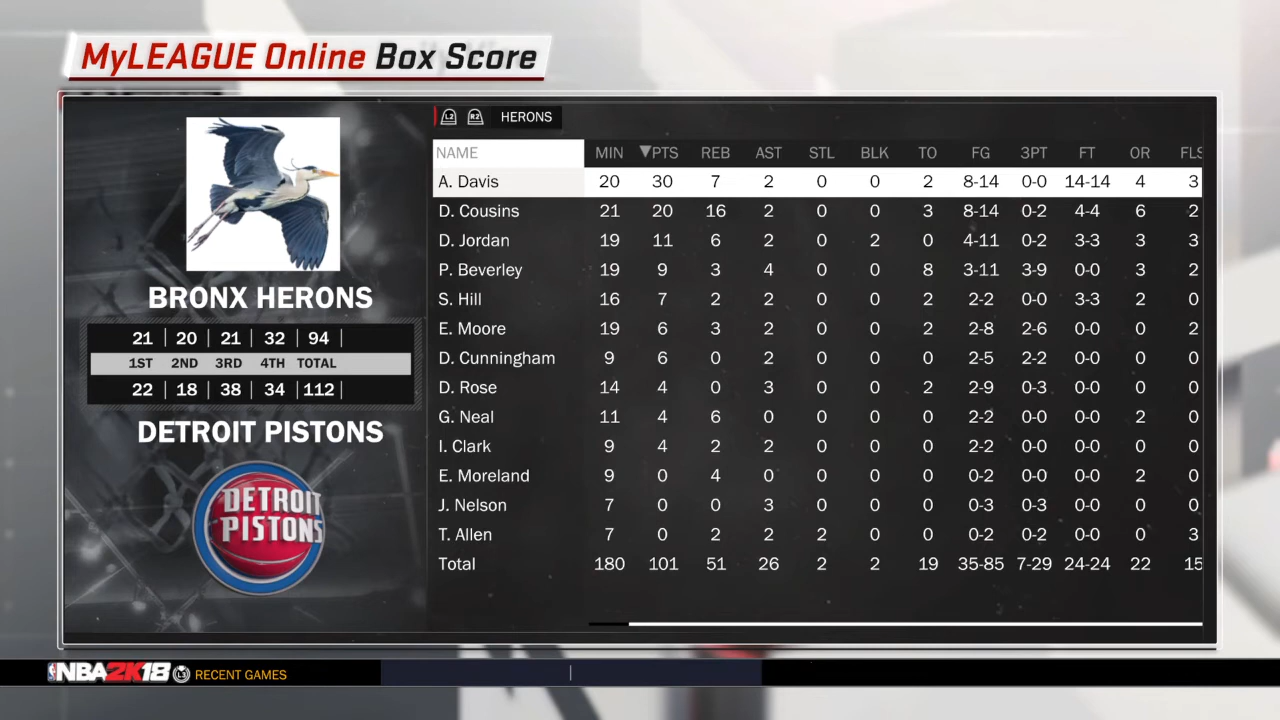 MyLEAGUE Online Box Score
L2 R2 HERONS
NAME MIN ▼PTS REB AST STL BLK TO FG 3PT FT OR FLS
A. Davis 20 30 7 2 0 0 2 8-14 0-0 14-14 4 3
D. Cousins 21 20 16 2 0 0 3 8-14 0-2 4-4 6 2
D. Jordan 19 11 6 2 0 2 0 4-11 0-2 3-3 3 3
P. Beverley 19 9 3 4 0 0 8 3-11 3-9 0-0 3 2
S. Hill 16 7 2 2 0 0 2 2-2 0-0 3-3 2 0
E. Moore 19 6 3 2 0 0 2 2-8 2-6 0-0 0 2
D. Cunningham 9 6 0 2 0 0 0 2-5 2-2 0-0 0 0
D. Rose 14 4 0 3 0 0 2 2-9 0-3 0-0 0 0
G. Neal 11 4 6 0 0 0 0 2-2 0-0 0-0 2 0
I. Clark 9 4 2 2 0 0 0 2-2 0-0 0-0 0 0
E. Moreland 9 0 4 0 0 0 0 0-2 0-0 0-0 2 0
J. Nelson 7 0 0 3 0 0 0 0-3 0-3 0-0 0 0
T. Allen 7 0 2 2 2 0 0 0-2 0-2 0-0 0 3
Total 180 101 51 26 2 2 19 35-85 7-29 24-24 22 15
BRONX HERONS
21 | 20 | 21 | 32 | 94 |
1ST 2ND 3RD 4TH TOTAL
22 | 18 | 38 | 34 | 112 |
DETROIT PISTONS
DETROIT
PISTONS
NBA 2K18 RECENT GAMES